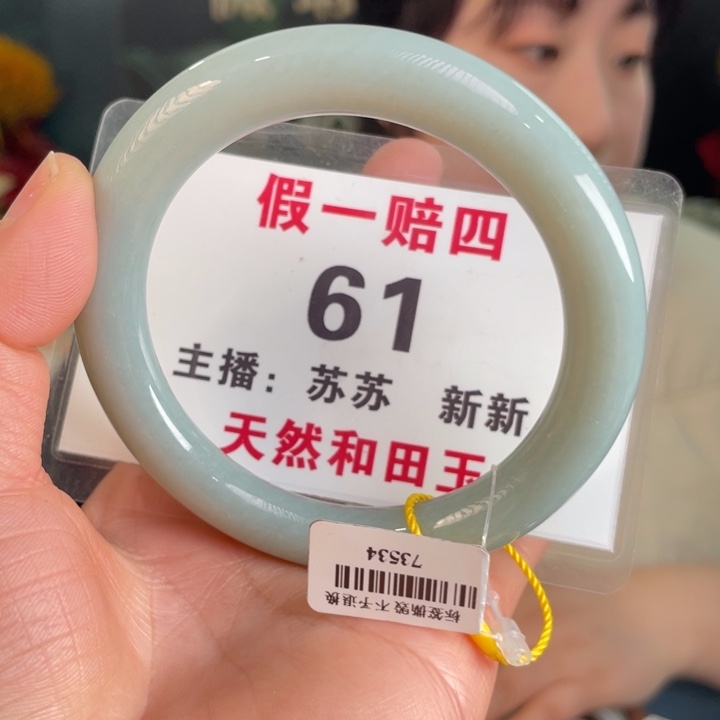 假一赔四
61
主播：苏苏 新新
天然和田玉
73534
标签撕毁不予退换